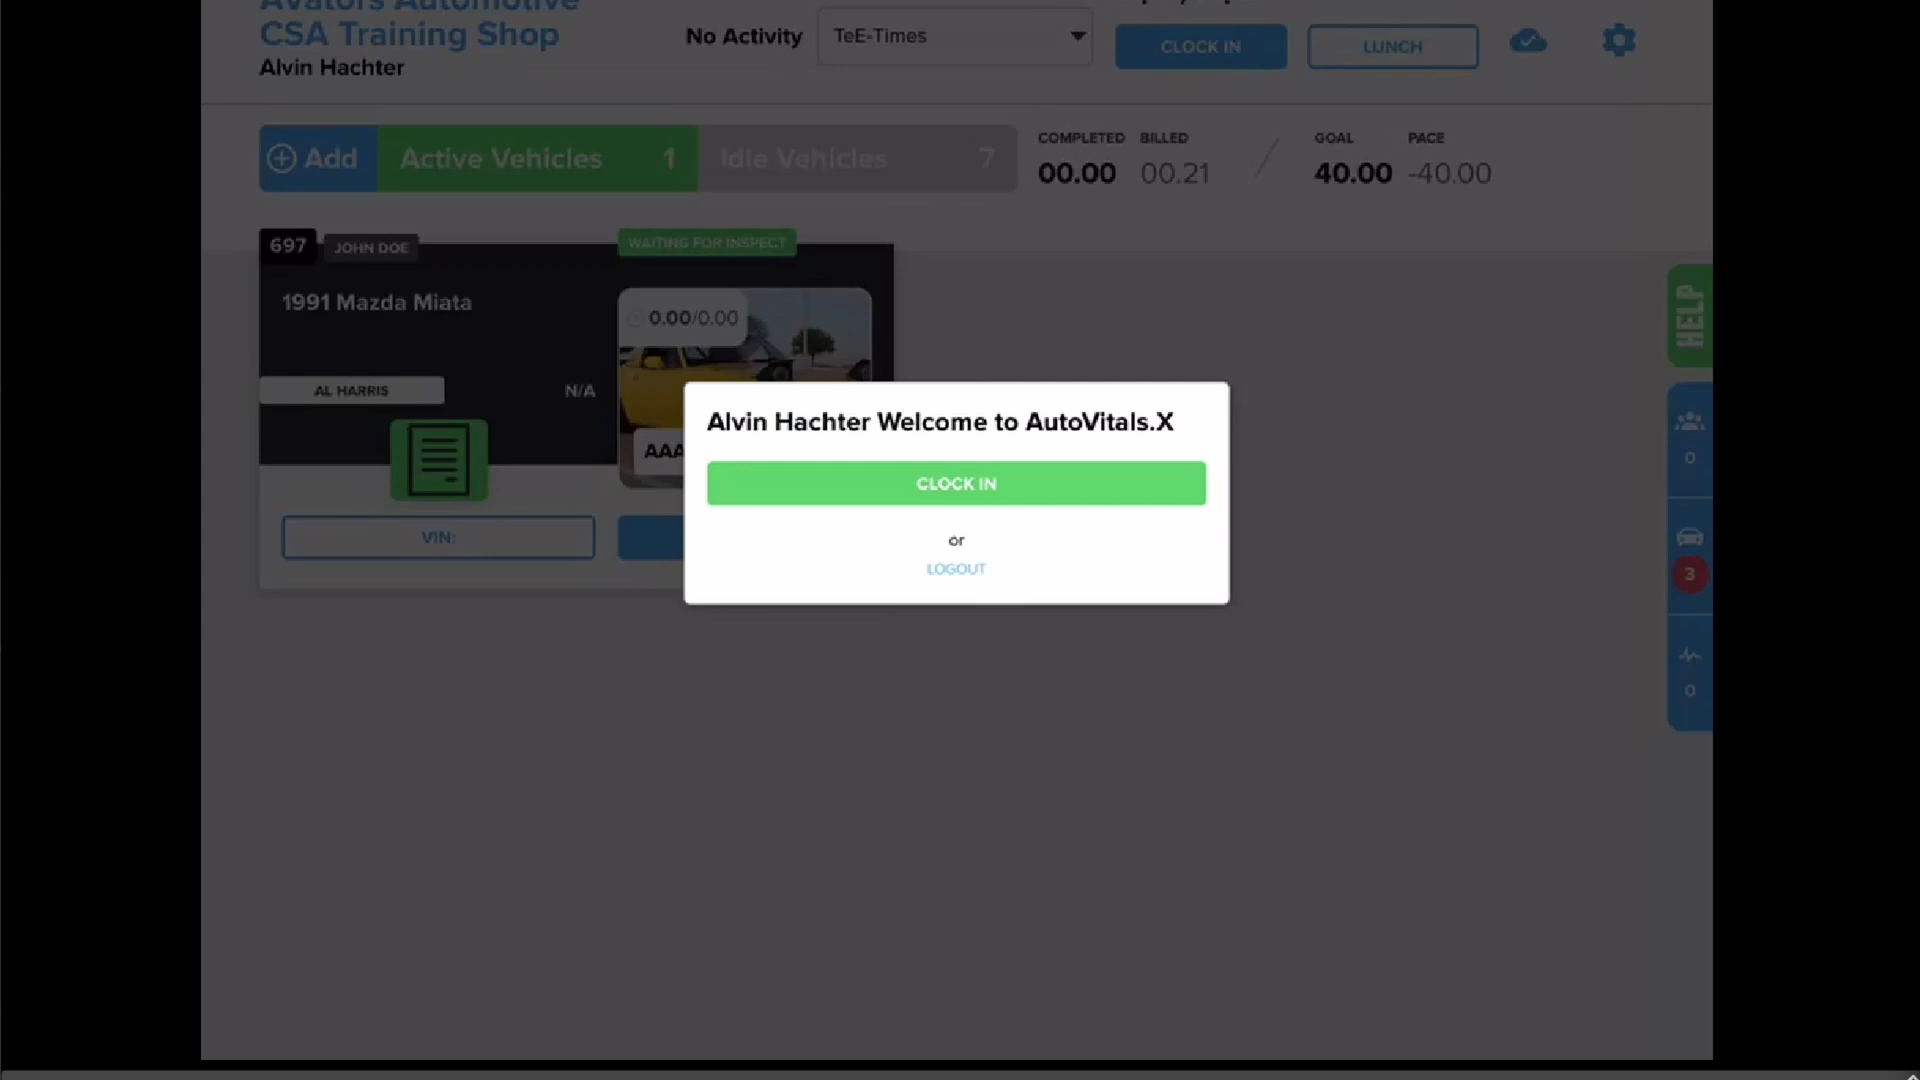 Avators Automotive
CSA Training Shop
Alvin Hachter
No Activity
TeE-Times
CLOCK IN
LUNCH
Add
Active Vehicles 1
Idle Vehicles 7
COMPLETED BILLED
00.00 00.21
GOAL PACE
40.00 -40.00
697
JOHN DOE
WAITING FOR INSPECT
1991 Mazda Miata
0.00/0.00
AL HARRIS
N/A
AAA
VIN:
HELP
0
3
0
Alvin Hachter Welcome to AutoVitals.X
CLOCK IN
or
LOGOUT